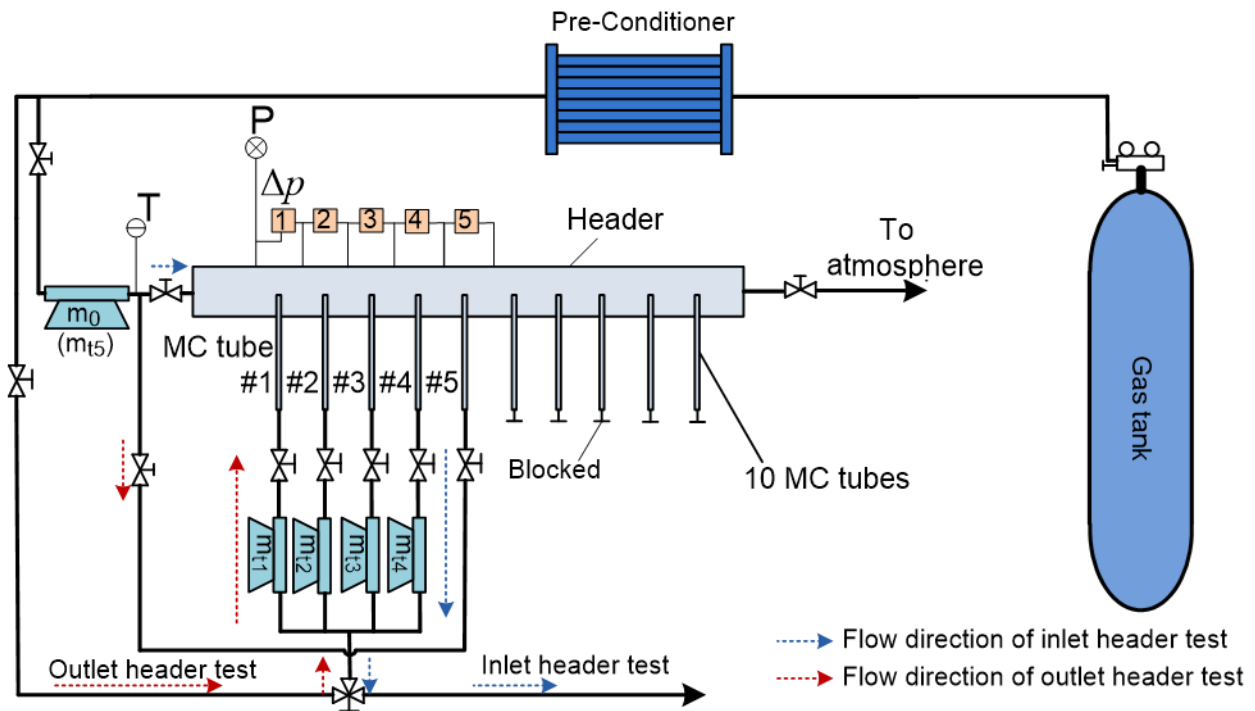 Pre-Conditioner
P
Δp
T
1 2 3 4 5
Header
To
atmosphere
m0
(mt5)
MC tube
#1 #2 #3 #4 #5
Blocked
10 MC tubes
Gas tank
mt1 mt2 mt3 mt4
Outlet header test
Inlet header test
Flow direction of inlet header test
Flow direction of outlet header test